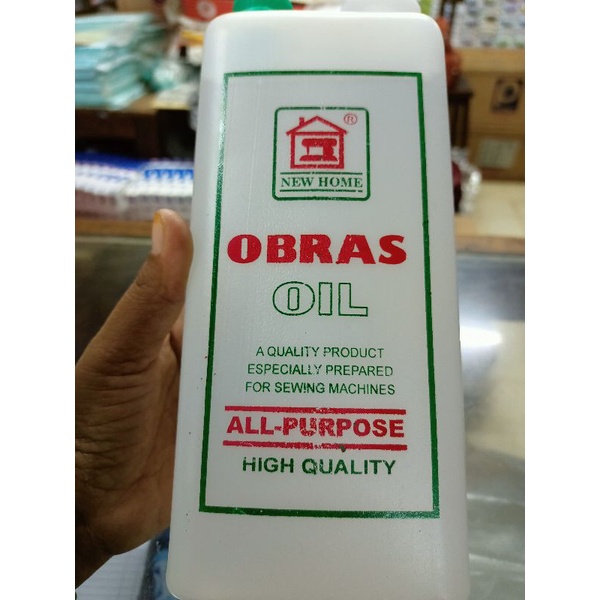 ®
NEW HOME
OBRAS
OIL
A QUALITY PRODUCT
ESPECIALLY PREPARED
FOR SEWING MACHINES
ALL-PURPOSE
HIGH QUALITY